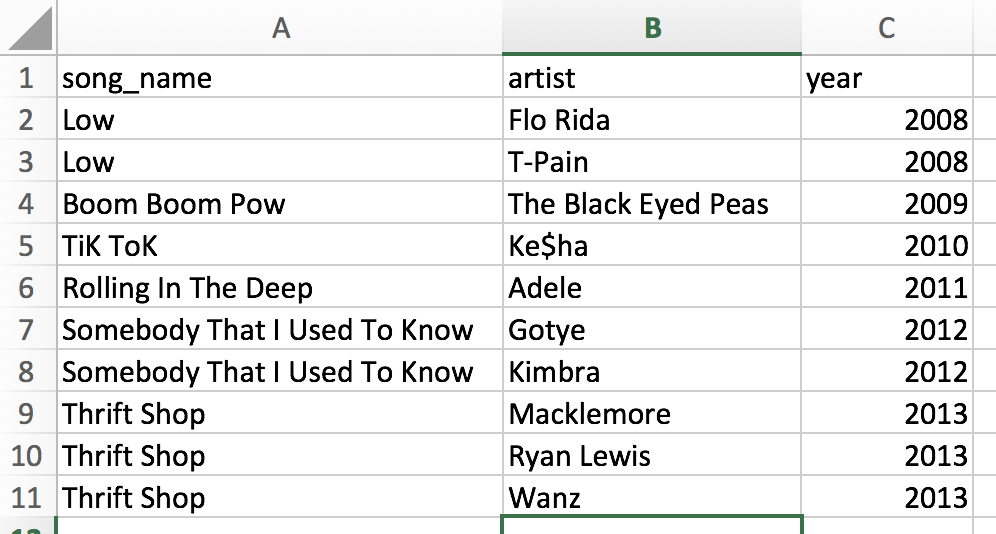 A B C
1 song_name artist year
2 Low Flo Rida 2008
3 Low T-Pain 2008
4 Boom Boom Pow The Black Eyed Peas 2009
5 TiK ToK Ke$ha 2010
6 Rolling In The Deep Adele 2011
7 Somebody That I Used To Know Gotye 2012
8 Somebody That I Used To Know Kimbra 2012
9 Thrift Shop Macklemore 2013
10 Thrift Shop Ryan Lewis 2013
11 Thrift Shop Wanz 2013